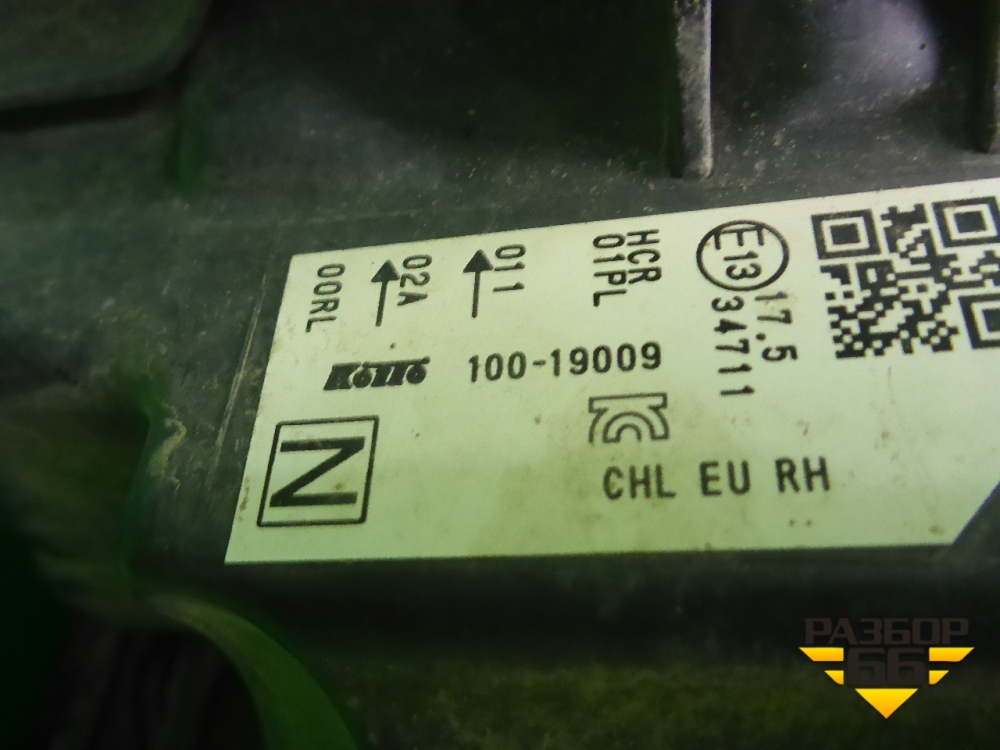 00RL
02A
011
HCR
01PL
E13
17.5
34711
Koito
100-19009
N
CHL EU RH
РАЗБОР
66